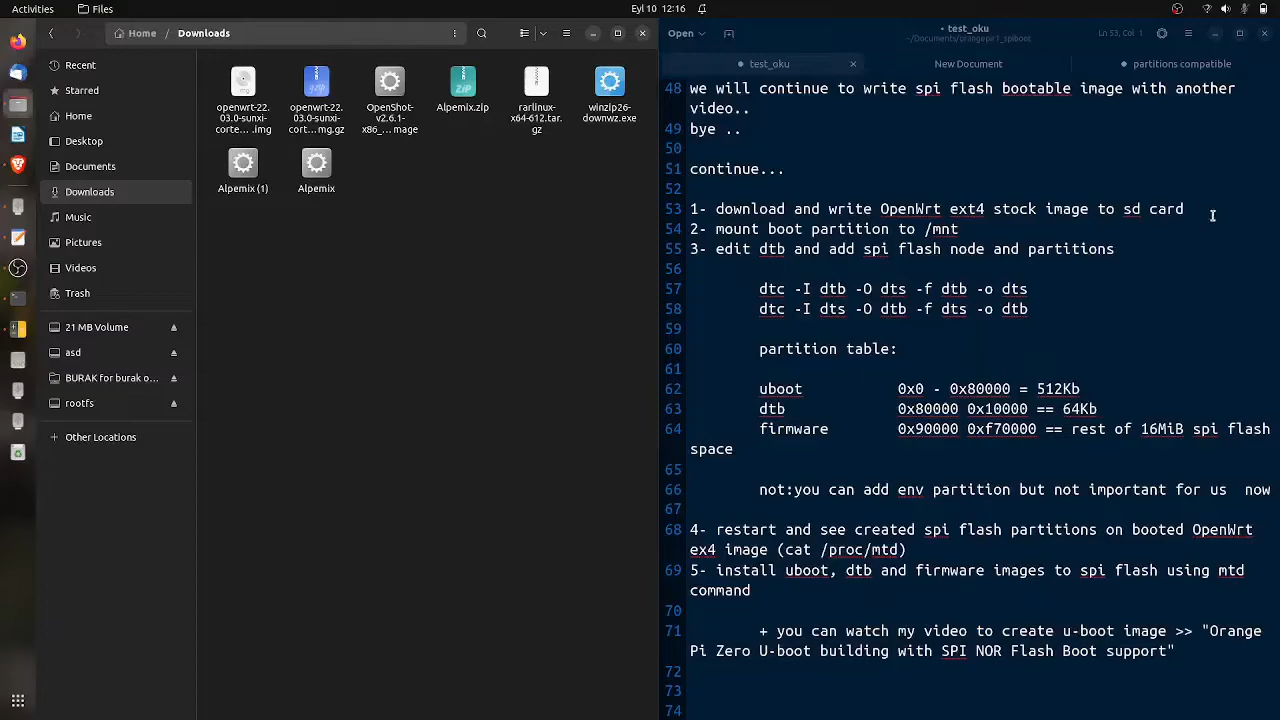 Activities
Files
Eyl 10 12:16
Home
Downloads
Recent
Starred
Home
Desktop
Documents
Downloads
Music
Pictures
Videos
Trash
21 MB Volume
asd
BURAK for burak o…
rootfs
Other Locations
openwrt-22.
03.0-sunxi-
corte….img
openwrt-22.
03.0-sunxi-
cort…mg.gz
OpenShot-
v2.6.1-
x86_…mage
Alpemix.zip
rarlinux-
x64-612.tar.
gz
winzip26-
downwz.exe
Alpemix (1)
Alpemix
Open
• test_oku
~/Documents/orangepir1_spiboot
Ln 53, Col 1
test_oku
New Document
partitions compatible
48 we will continue to write spi flash bootable image with another
video..
49 bye ..
50
51 continue...
52
53 1- download and write OpenWrt ext4 stock image to sd card
54 2- mount boot partition to /mnt
55 3- edit dtb and add spi flash node and partitions
56
57 dtc -I dtb -O dts -f dtb -o dts
58 dtc -I dts -O dtb -f dts -o dtb
59
60 partition table:
61
62 uboot 0x0 - 0x80000 = 512Kb
63 dtb 0x80000 0x10000 == 64Kb
64 firmware 0x90000 0xf70000 == rest of 16MiB spi flash
space
65
66 not:you can add env partition but not important for us now
67
68 4- restart and see created spi flash partitions on booted OpenWrt
ex4 image (cat /proc/mtd)
69 5- install uboot, dtb and firmware images to spi flash using mtd
command
70
71 + you can watch my video to create u-boot image >> "Orange
Pi Zero U-boot building with SPI NOR Flash Boot support"
72
73
74